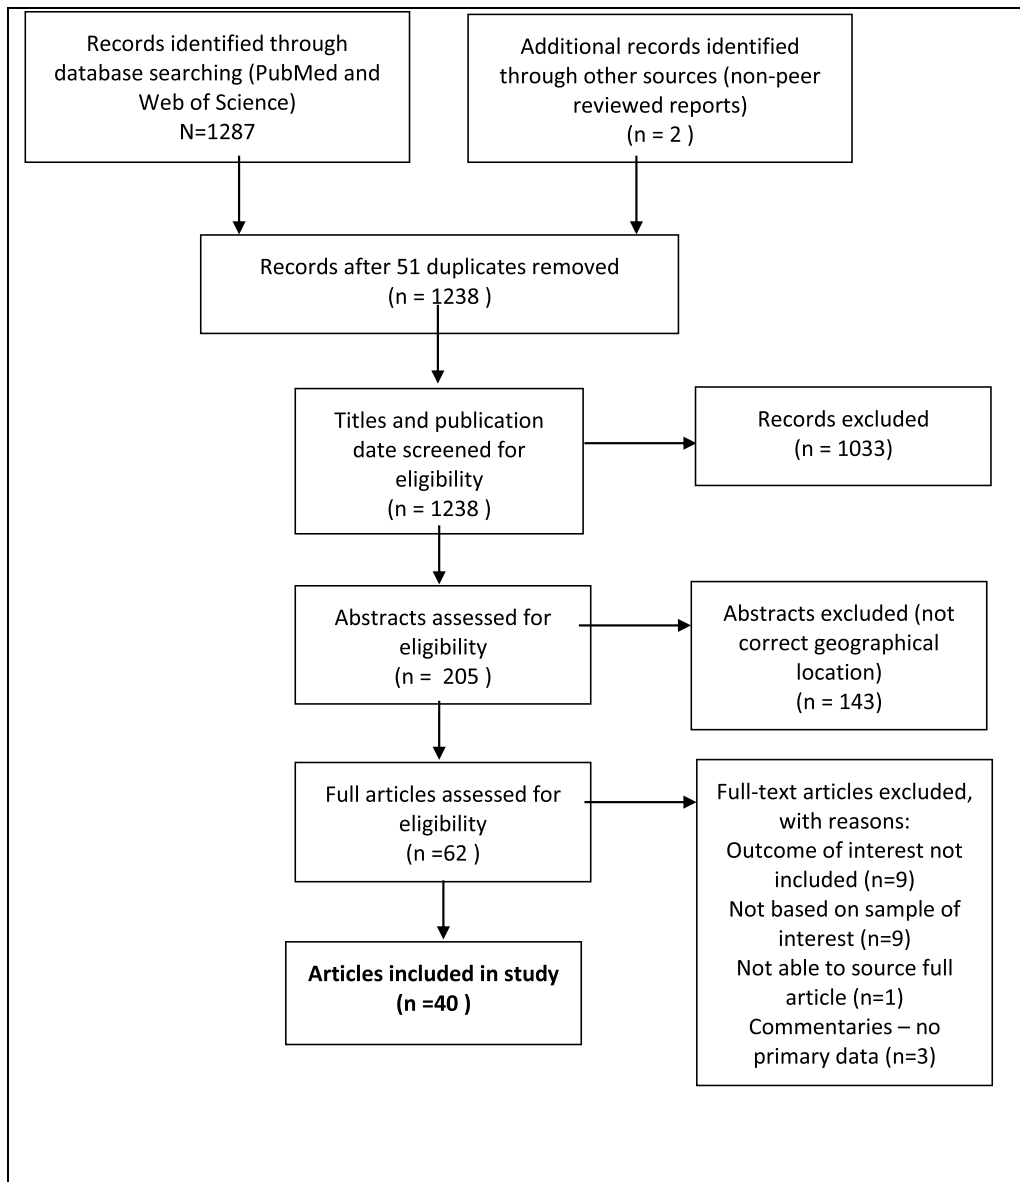 Records identified through
database searching (PubMed and
Web of Science)
N=1287
Additional records identified
through other sources (non-peer
reviewed reports)
(n = 2 )
Records after 51 duplicates removed
(n = 1238 )
Titles and publication
date screened for
eligibility
(n = 1238 )
Records excluded
(n = 1033)
Abstracts assessed for
eligibility
(n =  205 )
Abstracts excluded (not
correct geographical
location)
(n = 143)
Full articles assessed for
eligibility
(n =62 )
Full-text articles excluded,
with reasons:
Outcome of interest not
included (n=9)
Not based on sample of
interest (n=9)
Not able to source full
article (n=1)
Commentaries – no
primary data (n=3)
Articles included in study
(n =40 )